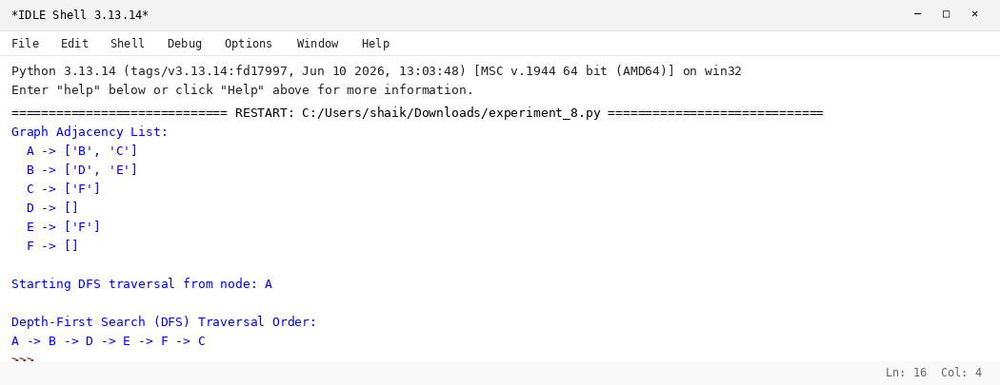 *IDLE Shell 3.13.14*
File Edit Shell Debug Options Window Help
Python 3.13.14 (tags/v3.13.14:fd17997, Jun 10 2026, 13:03:48) [MSC v.1944 64 bit (AMD64)] on win32
Enter "help" below or click "Help" above for more information.
============================= RESTART: C:/Users/shaik/Downloads/experiment_8.py =============================
Graph Adjacency List:
  A -> ['B', 'C']
  B -> ['D', 'E']
  C -> ['F']
  D -> []
  E -> ['F']
  F -> []
Starting DFS traversal from node: A
Depth-First Search (DFS) Traversal Order:
A -> B -> D -> E -> F -> C
>>>
Ln: 16 Col: 4